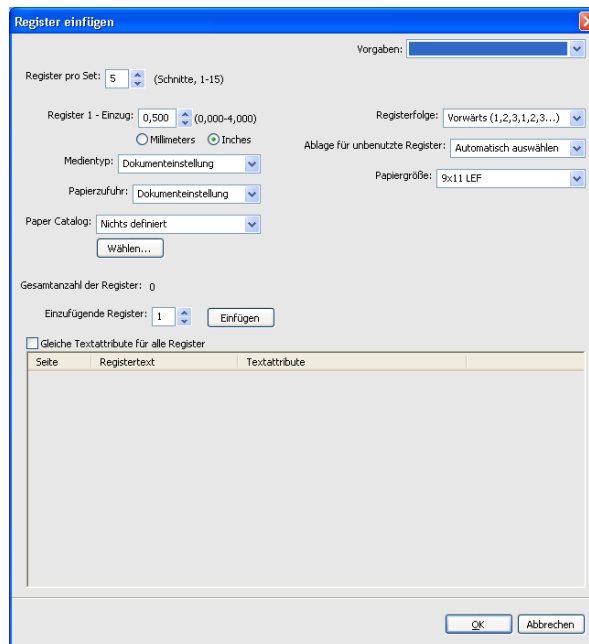 Register einfügen
Vorgaben:
Register pro Set: 5 (Schnitte, 1-15)
Register 1 - Einzug: 0,500 (0,000-4,000)
Registerfolge: Vorwärts (1,2,3,1,2,3...)
Millimeters Inches
Ablage für unbenutzte Register: Automatisch auswählen
Medientyp: Dokumenteinstellung
Papiergröße: 9x11 LEF
Papierzufuhr: Dokumenteinstellung
Paper Catalog: Nichts definiert
Wählen...
Gesamtanzahl der Register: 0
Einzufügende Register: 1 Einfügen
Gleiche Textattribute für alle Register
Seite Registertext Textattribute
OK Abbrechen